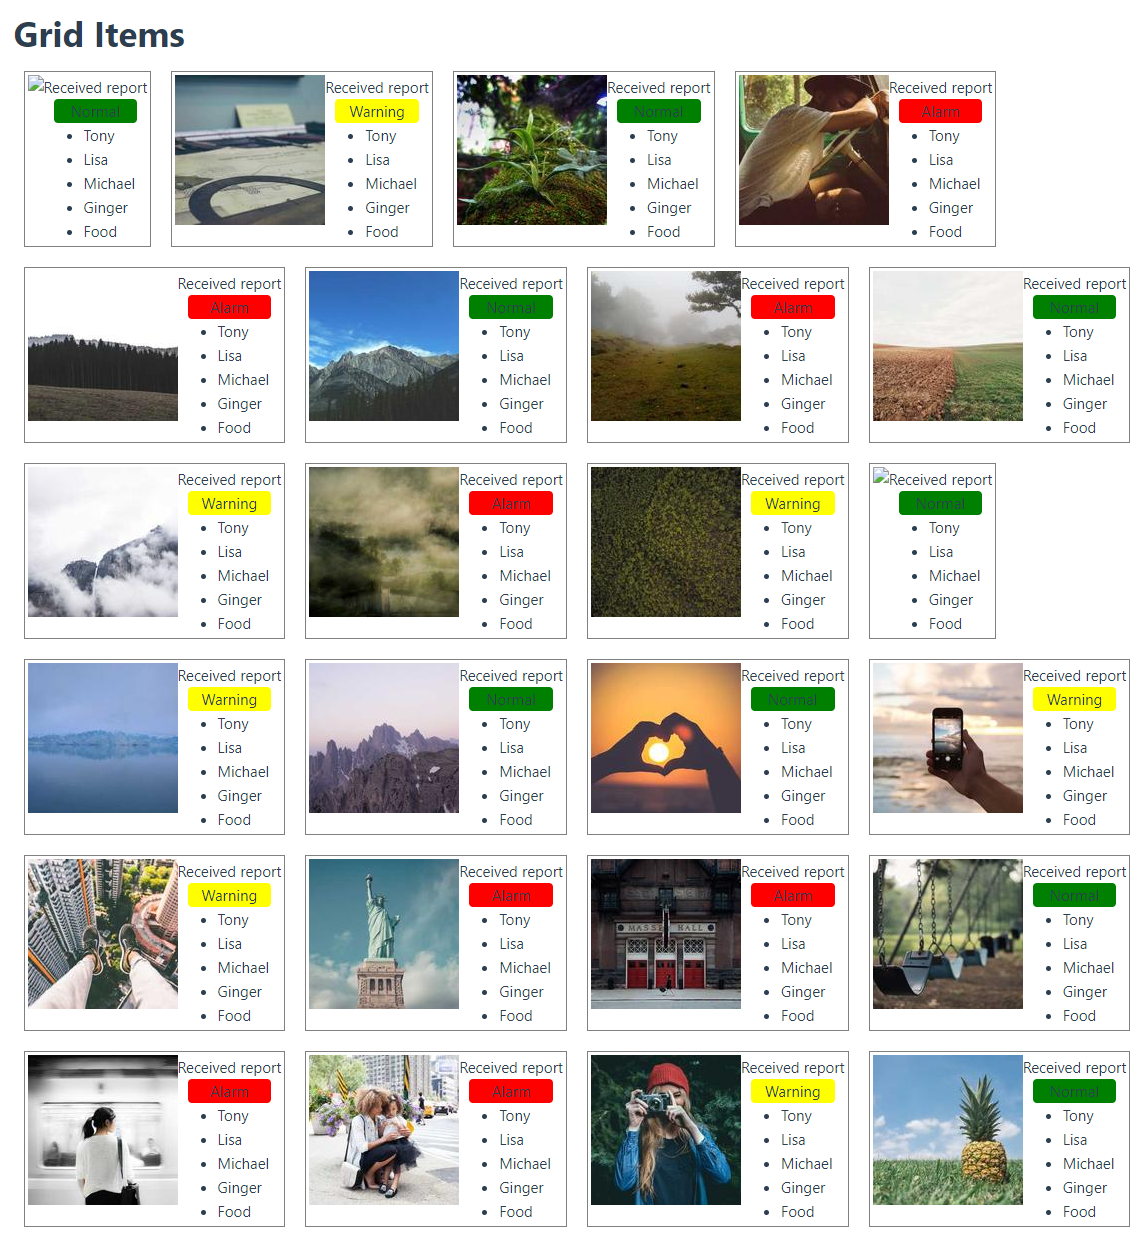 Grid Items
Received report
Normal
Tony
Lisa
Michael
Ginger
Food
Received report
Warning
Tony
Lisa
Michael
Ginger
Food
Received report
Normal
Tony
Lisa
Michael
Ginger
Food
Received report
Alarm
Tony
Lisa
Michael
Ginger
Food
Received report
Alarm
Tony
Lisa
Michael
Ginger
Food
Received report
Normal
Tony
Lisa
Michael
Ginger
Food
Received report
Alarm
Tony
Lisa
Michael
Ginger
Food
Received report
Normal
Tony
Lisa
Michael
Ginger
Food
Received report
Warning
Tony
Lisa
Michael
Ginger
Food
Received report
Alarm
Tony
Lisa
Michael
Ginger
Food
Received report
Warning
Tony
Lisa
Michael
Ginger
Food
Received report
Normal
Tony
Lisa
Michael
Ginger
Food
Received report
Warning
Tony
Lisa
Michael
Ginger
Food
Received report
Normal
Tony
Lisa
Michael
Ginger
Food
Received report
Normal
Tony
Lisa
Michael
Ginger
Food
Received report
Warning
Tony
Lisa
Michael
Ginger
Food
Received report
Warning
Tony
Lisa
Michael
Ginger
Food
Received report
Alarm
Tony
Lisa
Michael
Ginger
Food
MASSEY HALL
Received report
Alarm
Tony
Lisa
Michael
Ginger
Food
Received report
Normal
Tony
Lisa
Michael
Ginger
Food
Received report
Alarm
Tony
Lisa
Michael
Ginger
Food
Received report
Alarm
Tony
Lisa
Michael
Ginger
Food
Received report
Warning
Tony
Lisa
Michael
Ginger
Food
Received report
Normal
Tony
Lisa
Michael
Ginger
Food